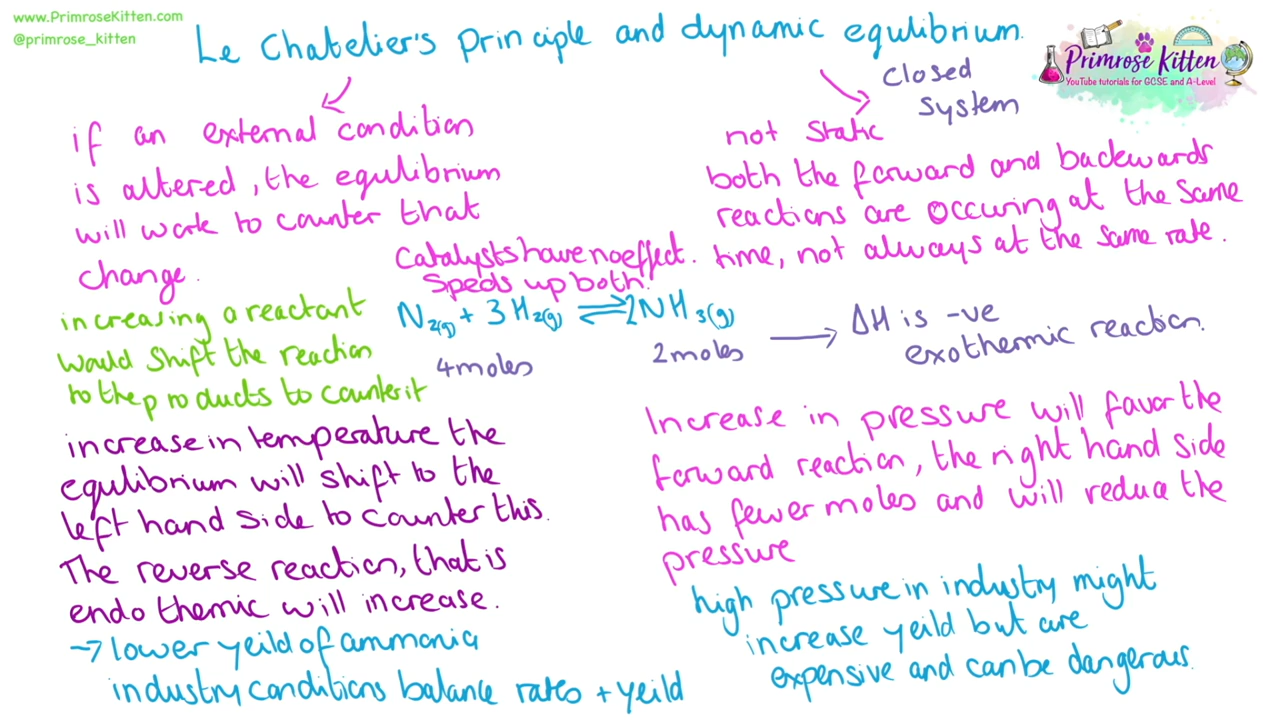 www.PrimroseKitten.com
@primrose_kitten
Le Chatelier's Principle and dynamic equlibrium.
Primrose Kitten
YouTube tutorials for GCSE and A-Level
closed
system
if an external condition
is altered, the equlibrium
will work to counter that
change.
not static
both the forward and backwards
reactions are occuring at the same
time, not always at the same rate.
Catalysts have no effect.
Speds up both.
increasing a reactant
would shift the reaction
to the products to counter it
N2(g) + 3H2(g) ⇌ 2NH3(g)
4moles
2moles
ΔH is -ve
exothermic reaction.
increase in temperature the
equlibrium will shift to the
left hand side to counter this.
The reverse reaction, that is
endothemic will increase.
→ lower yeild of ammonia
industry conditions balance rates + yeild
Increase in pressure will favor the
forward reaction, the right hand side
has fewer moles and will reduce the
pressure
high pressure in industry might
increase yeild but are
expensive and can be dangerous.